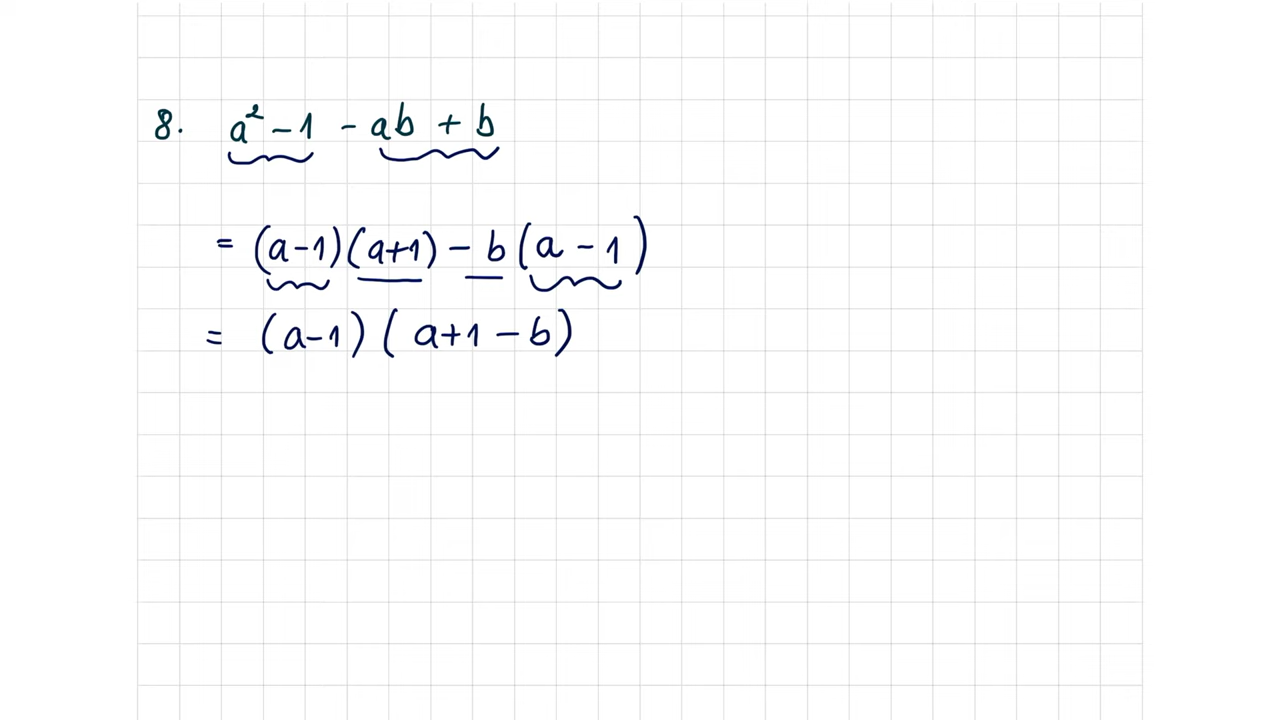 8. a² - 1 - ab + b
= (a-1)(a+1) - b(a - 1)
= (a-1)(a+1 - b)